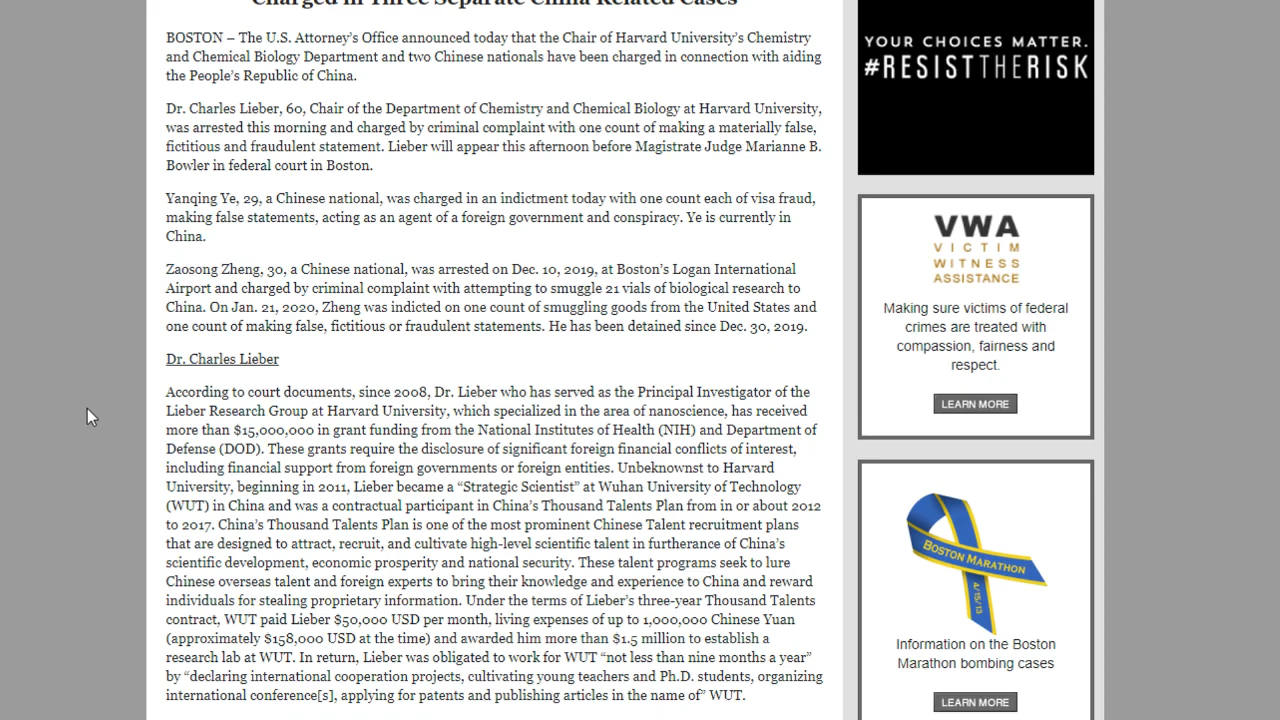 Charged in Three Separate China Related Cases
BOSTON – The U.S. Attorney’s Office announced today that the Chair of Harvard University’s Chemistry
and Chemical Biology Department and two Chinese nationals have been charged in connection with aiding
the People’s Republic of China.
Dr. Charles Lieber, 60, Chair of the Department of Chemistry and Chemical Biology at Harvard University,
was arrested this morning and charged by criminal complaint with one count of making a materially false,
fictitious and fraudulent statement. Lieber will appear this afternoon before Magistrate Judge Marianne B.
Bowler in federal court in Boston.
Yanqing Ye, 29, a Chinese national, was charged in an indictment today with one count each of visa fraud,
making false statements, acting as an agent of a foreign government and conspiracy. Ye is currently in
China.
Zaosong Zheng, 30, a Chinese national, was arrested on Dec. 10, 2019, at Boston’s Logan International
Airport and charged by criminal complaint with attempting to smuggle 21 vials of biological research to
China. On Jan. 21, 2020, Zheng was indicted on one count of smuggling goods from the United States and
one count of making false, fictitious or fraudulent statements. He has been detained since Dec. 30, 2019.
Dr. Charles Lieber
According to court documents, since 2008, Dr. Lieber who has served as the Principal Investigator of the
Lieber Research Group at Harvard University, which specialized in the area of nanoscience, has received
more than $15,000,000 in grant funding from the National Institutes of Health (NIH) and Department of
Defense (DOD). These grants require the disclosure of significant foreign financial conflicts of interest,
including financial support from foreign governments or foreign entities. Unbeknownst to Harvard
University, beginning in 2011, Lieber became a “Strategic Scientist” at Wuhan University of Technology
(WUT) in China and was a contractual participant in China’s Thousand Talents Plan from in or about 2012
to 2017. China’s Thousand Talents Plan is one of the most prominent Chinese Talent recruitment plans
that are designed to attract, recruit, and cultivate high-level scientific talent in furtherance of China’s
scientific development, economic prosperity and national security. These talent programs seek to lure
Chinese overseas talent and foreign experts to bring their knowledge and experience to China and reward
individuals for stealing proprietary information. Under the terms of Lieber’s three-year Thousand Talents
contract, WUT paid Lieber $50,000 USD per month, living expenses of up to 1,000,000 Chinese Yuan
(approximately $158,000 USD at the time) and awarded him more than $1.5 million to establish a
research lab at WUT. In return, Lieber was obligated to work for WUT “not less than nine months a year”
by “declaring international cooperation projects, cultivating young teachers and Ph.D. students, organizing
international conference[s], applying for patents and publishing articles in the name of” WUT.
YOUR CHOICES MATTER.
#RESISTTHERISK
VWA
VICTIM
WITNESS
ASSISTANCE
Making sure victims of federal
crimes are treated with
compassion, fairness and
respect.
LEARN MORE
BOSTON MARATHON
4/15/13
Information on the Boston
Marathon bombing cases
LEARN MORE